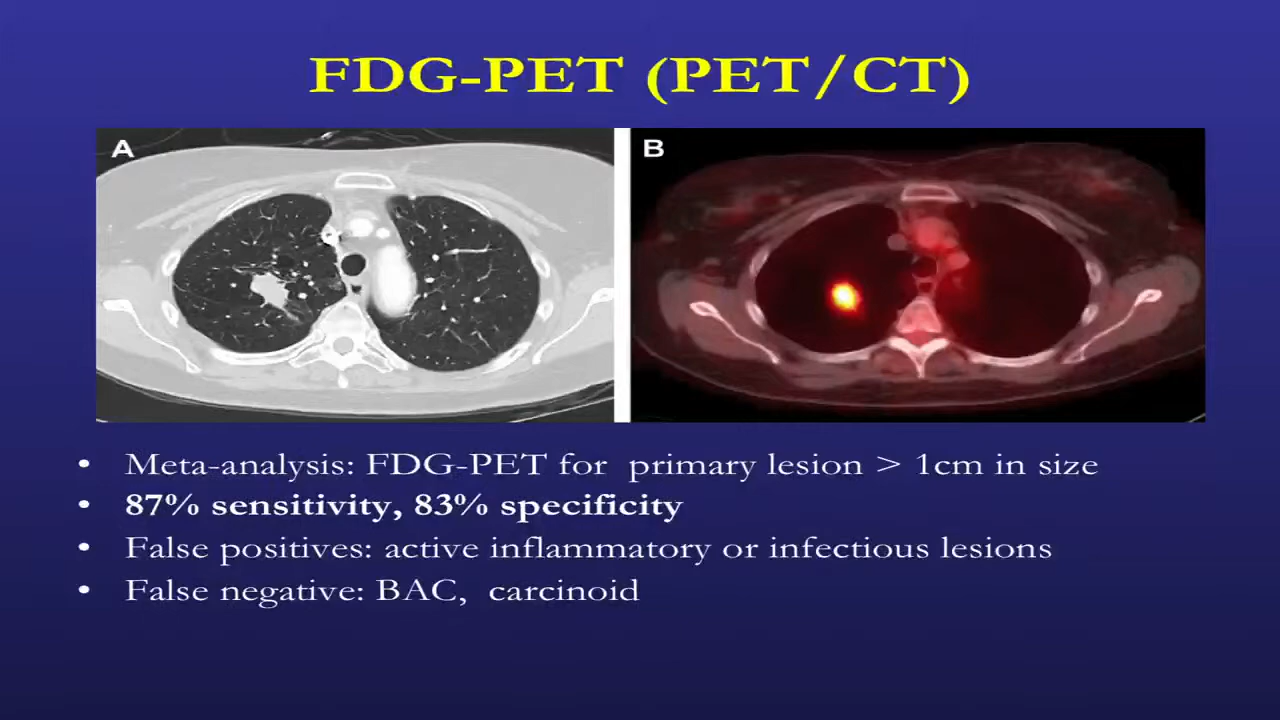 FDG-PET (PET/CT)
A
B
• Meta-analysis: FDG-PET for primary lesion > 1cm in size
• 87% sensitivity, 83% specificity
• False positives: active inflammatory or infectious lesions
• False negative: BAC, carcinoid